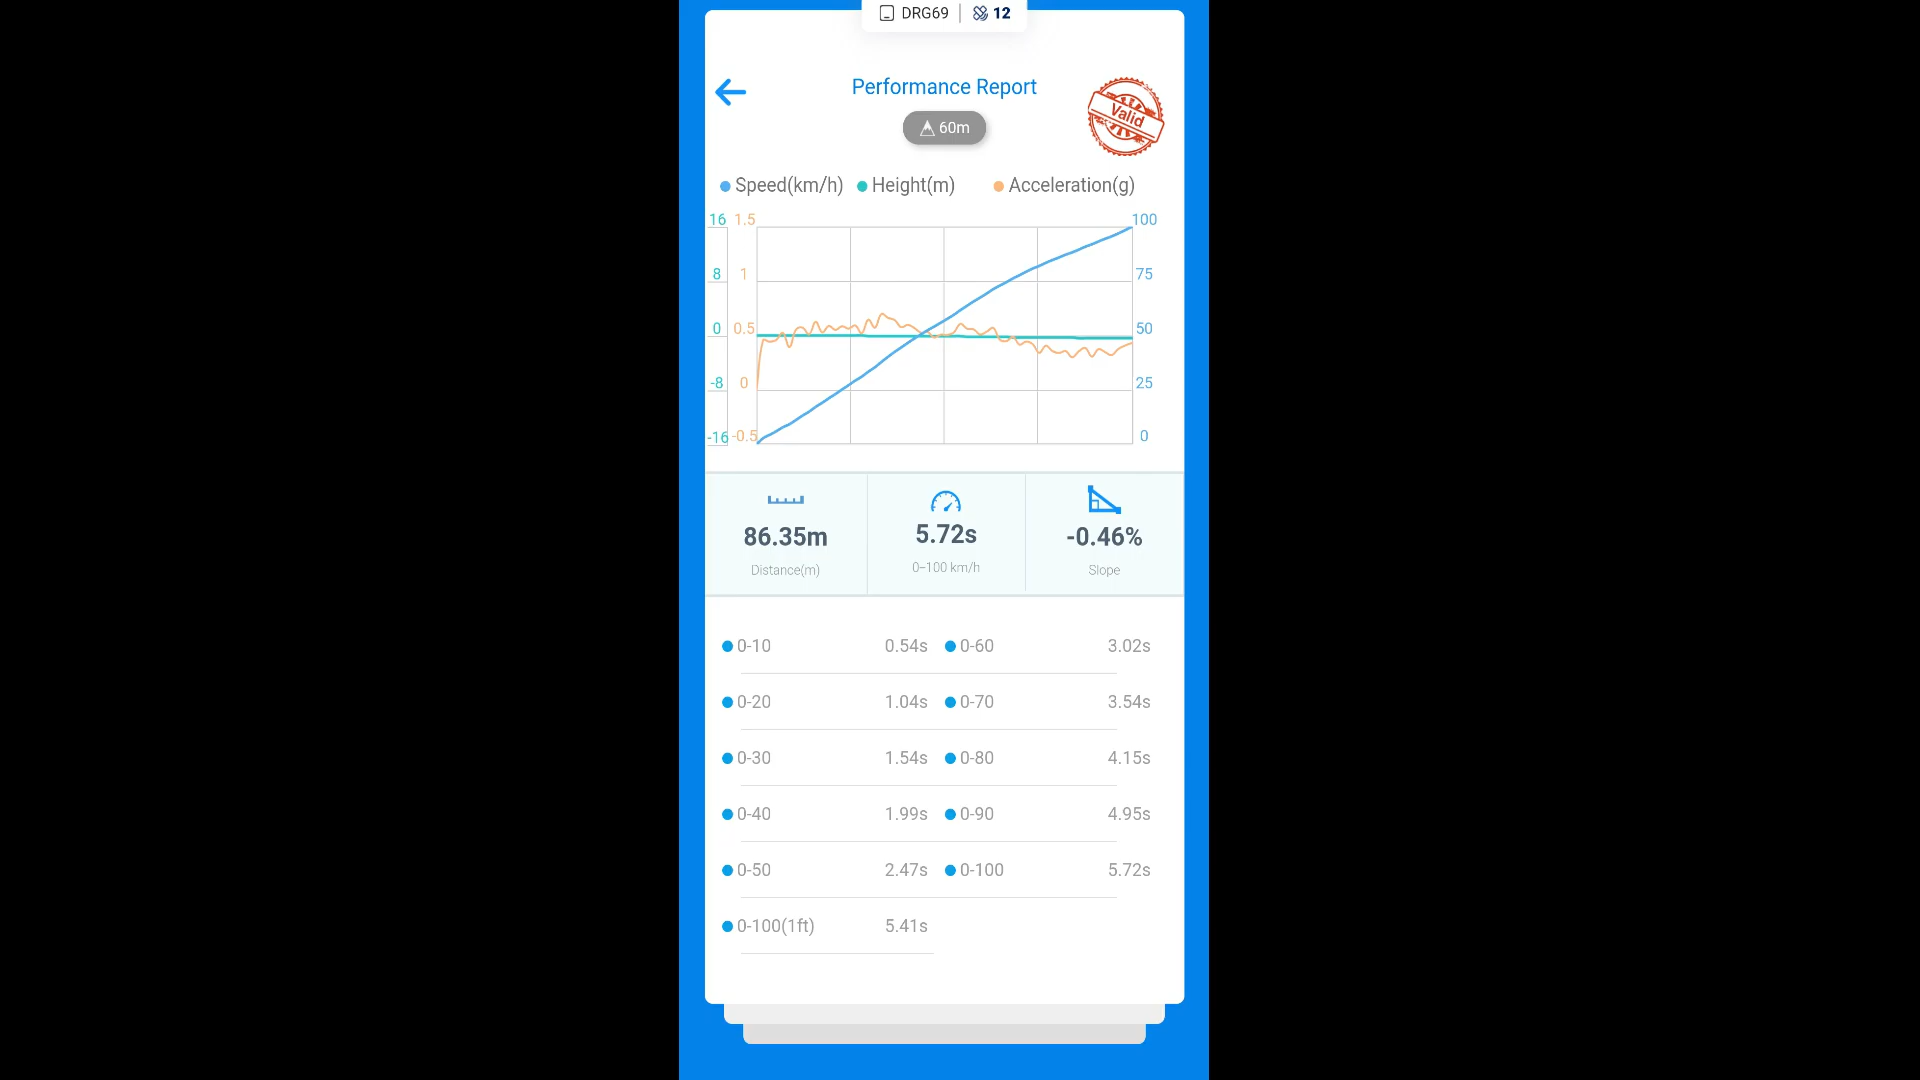 DRG69 12
Performance Report
60m
Valid
Speed(km/h) Height(m) Acceleration(g)
16 1.5 100
8 1 75
0 0.5 50
-8 0 25
-16 -0.5 0
86.35m 5.72s -0.46%
Distance(m) 0-100 km/h Slope
0-10 0.54s 0-60 3.02s
0-20 1.04s 0-70 3.54s
0-30 1.54s 0-80 4.15s
0-40 1.99s 0-90 4.95s
0-50 2.47s 0-100 5.72s
0-100(1ft) 5.41s